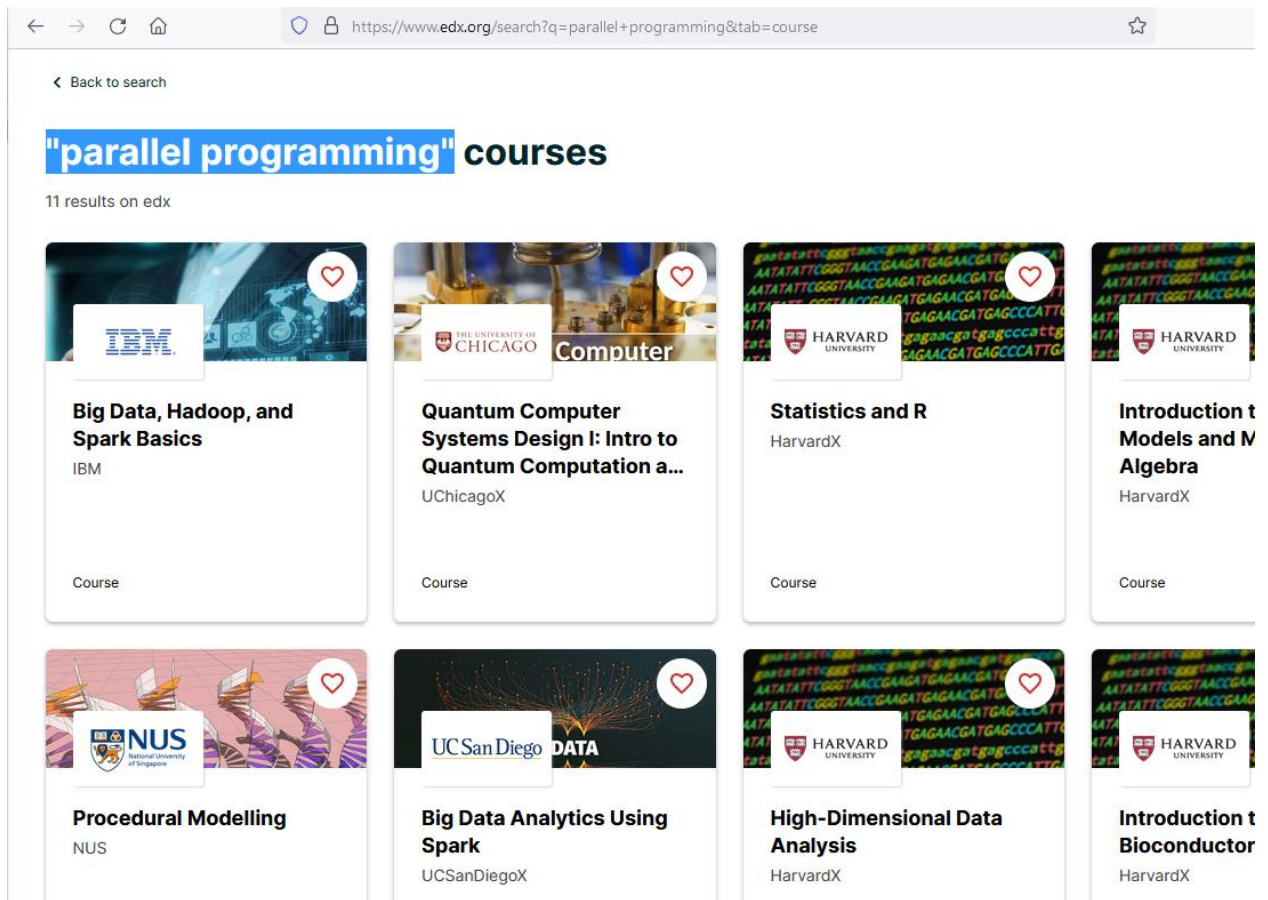 https://www.edx.org/search?q=parallel+programming&tab=course
Back to search
"parallel programming" courses
11 results on edx
IBM
Big Data, Hadoop, and
Spark Basics
IBM
Course
THE UNIVERSITY OF
CHICAGO
Computer
Quantum Computer
Systems Design I: Intro to
Quantum Computation a...
UChicagoX
Course
HARVARD
UNIVERSITY
Statistics and R
HarvardX
Course
HARVARD
UNIVERSITY
Introduction t
Models and M
Algebra
HarvardX
Course
NUS
National University
of Singapore
Procedural Modelling
NUS
UC San Diego
DATA
Big Data Analytics Using
Spark
UCSanDiegoX
HARVARD
UNIVERSITY
High-Dimensional Data
Analysis
HarvardX
HARVARD
UNIVERSITY
Introduction t
Bioconductor
HarvardX